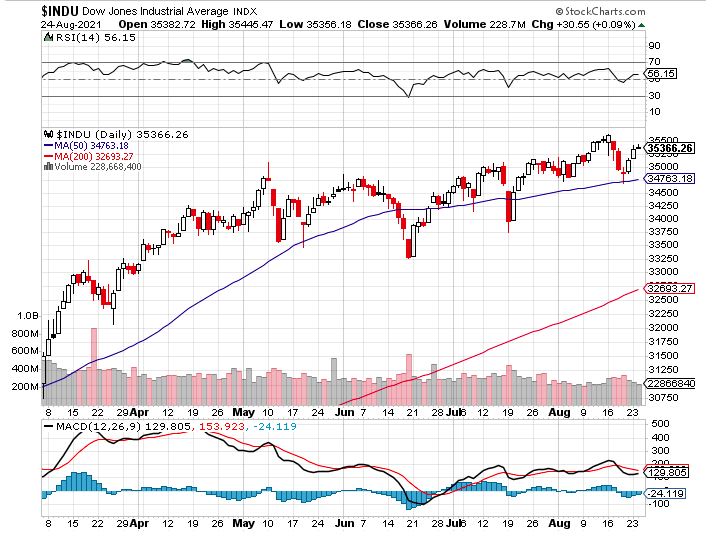 $INDU Dow Jones Industrial Average INDX © StockCharts.com
24-Aug-2021 Open 35382.72 High 35445.47 Low 35356.18 Close 35366.26 Volume 228.7M Chg +30.55 (+0.09%)
RSI(14) 56.15
90
70
56.15
50
30
10
$INDU (Daily) 35366.26
MA(50) 34763.18
MA(200) 32693.27
Volume 228,668,400
35500
35366.26
35000
34763.18
34500
34250
34000
33750
33500
33250
33000
32693.27
32500
32250
1.0B 32000
800M 31750
31500
600M
400M 31250
200M 22866840
30750
8 15 22 29 Apr 12 19 26 May 10 17 24 Jun 7 14 21 28 Jul 6 12 19 26 Aug 9 16 23
MACD(12,26,9) 129.805, 153.923, -24.119
500
400
300
129.805
-24.119
-100
8 15 22 29 Apr 12 19 26 May 10 17 24 Jun 7 14 21 28 Jul 6 12 19 26 Aug 9 16 23